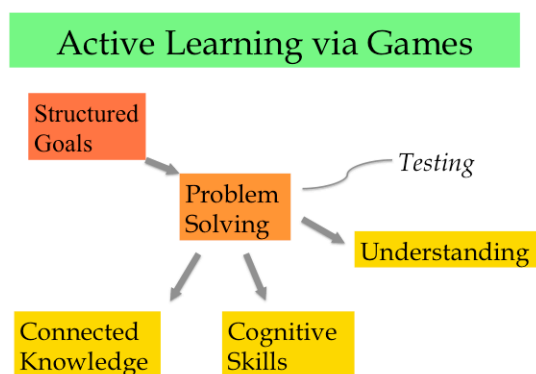 Active Learning via Games
Structured
Goals
Testing
Problem
Solving
Understanding
Connected
Knowledge
Cognitive
Skills